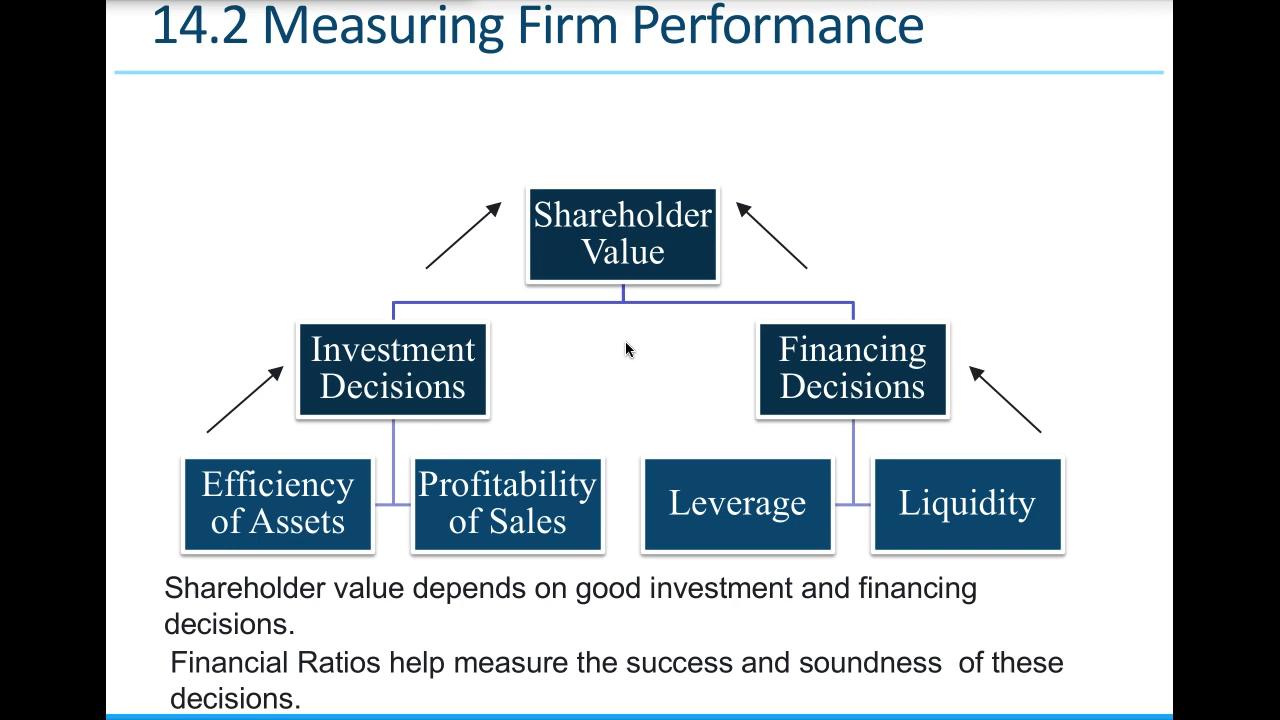 14.2 Measuring Firm Performance
Shareholder
Value
Investment
Decisions
Financing
Decisions
Efficiency
of Assets
Profitability
of Sales
Leverage
Liquidity
Shareholder value depends on good investment and financing
decisions.
Financial Ratios help measure the success and soundness  of these
decisions.